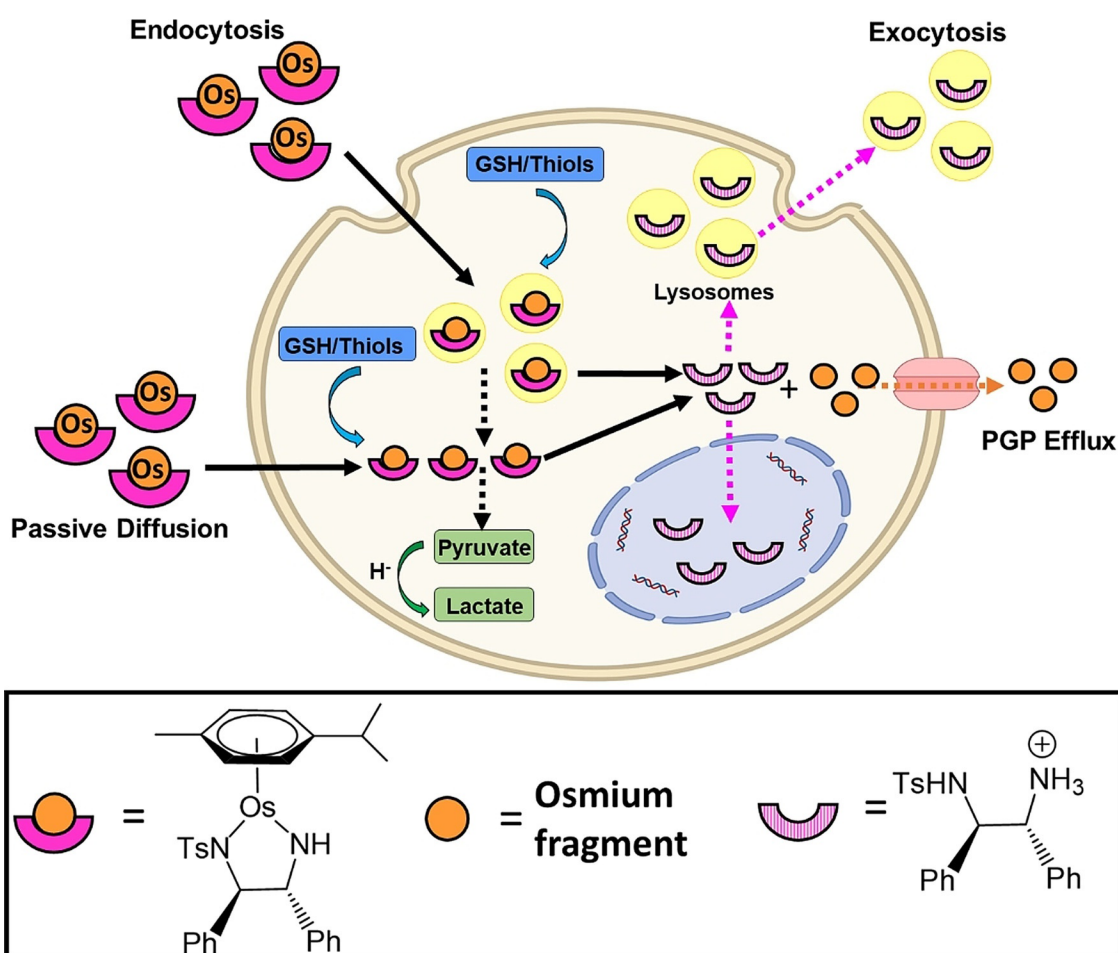 Endocytosis
Os
Os
Os
Exocytosis
GSH/Thiols
Lysosomes
GSH/Thiols
Os
Os
Os
Passive Diffusion
+
PGP Efflux
Pyruvate
H-
Lactate
=
Os
TsN
NH
Ph
Ph
= Osmium
fragment
=
TsHN
+
NH3
Ph
Ph